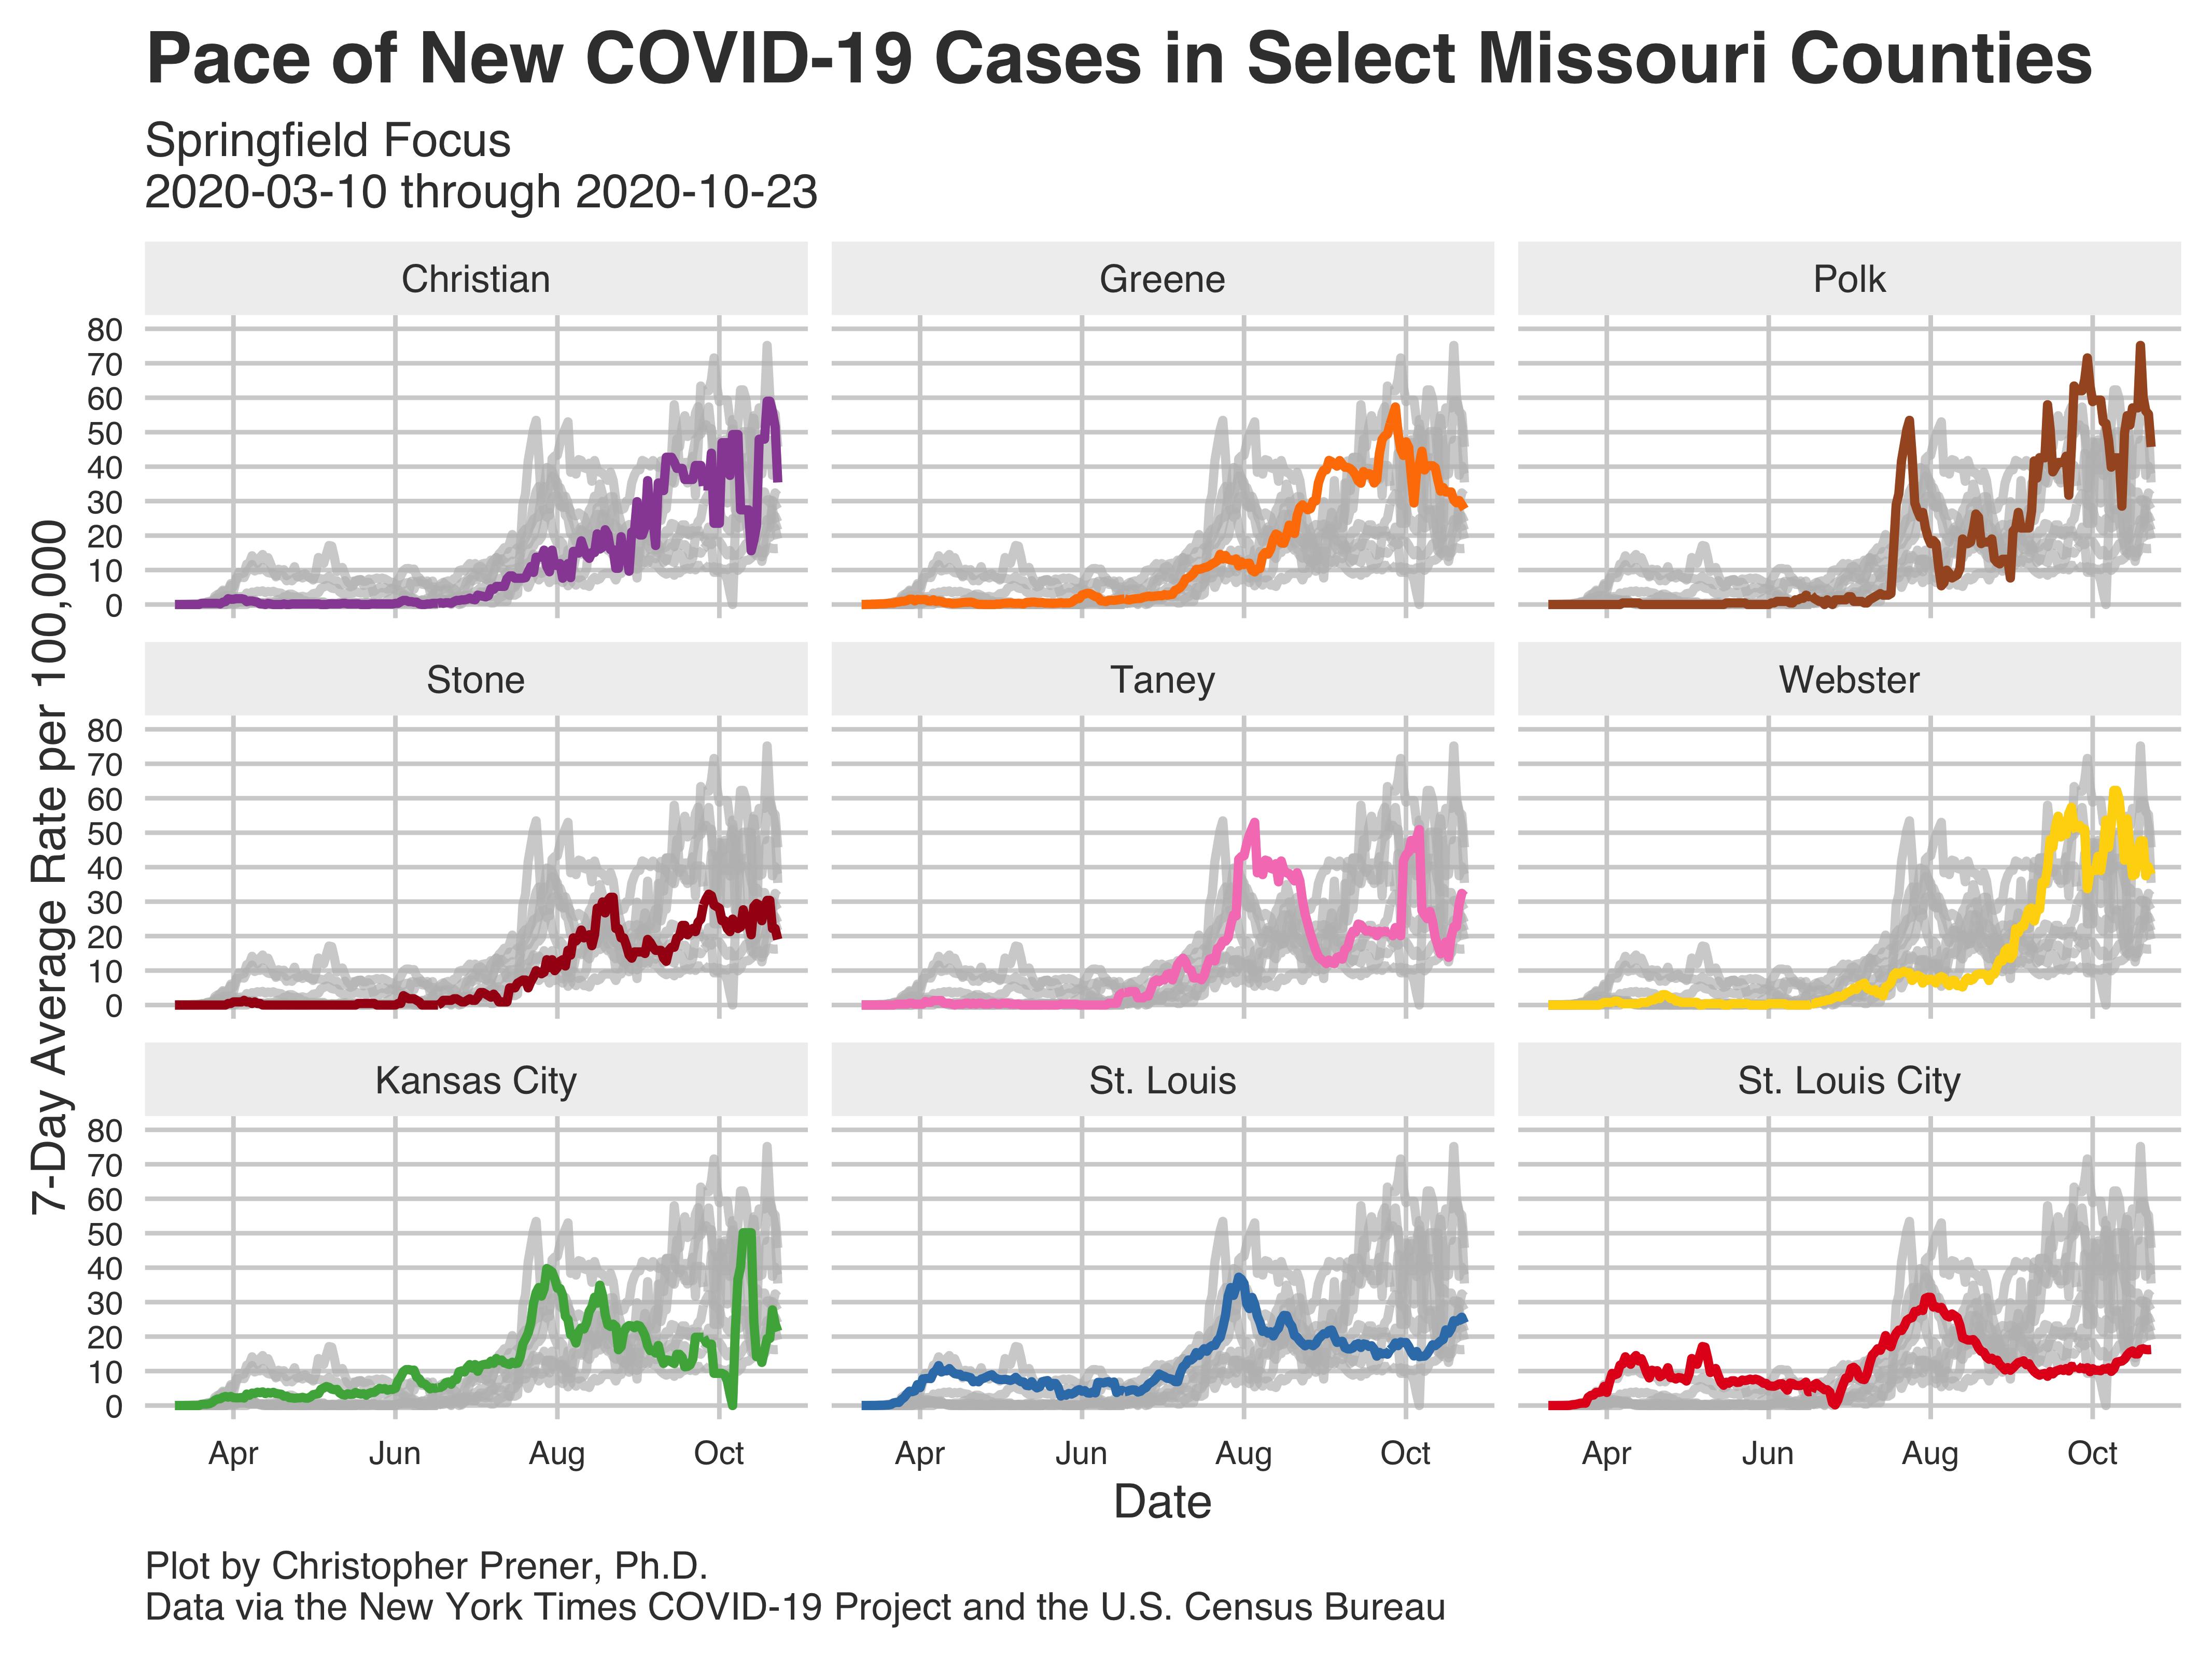 Pace of New COVID-19 Cases in Select Missouri Counties
Springfield Focus
2020-03-10 through 2020-10-23
Christian
Greene
Polk
80
70
60
50
40
30
20
10
0
Stone
Taney
Webster
80
70
60
50
40
30
20
10
0
Kansas City
St. Louis
St. Louis City
80
70
60
50
40
30
20
10
0
7-Day Average Rate per 100,000
Apr Jun Aug Oct Apr Jun Aug Oct Apr Jun Aug Oct
Date
Plot by Christopher Prener, Ph.D.
Data via the New York Times COVID-19 Project and the U.S. Census Bureau